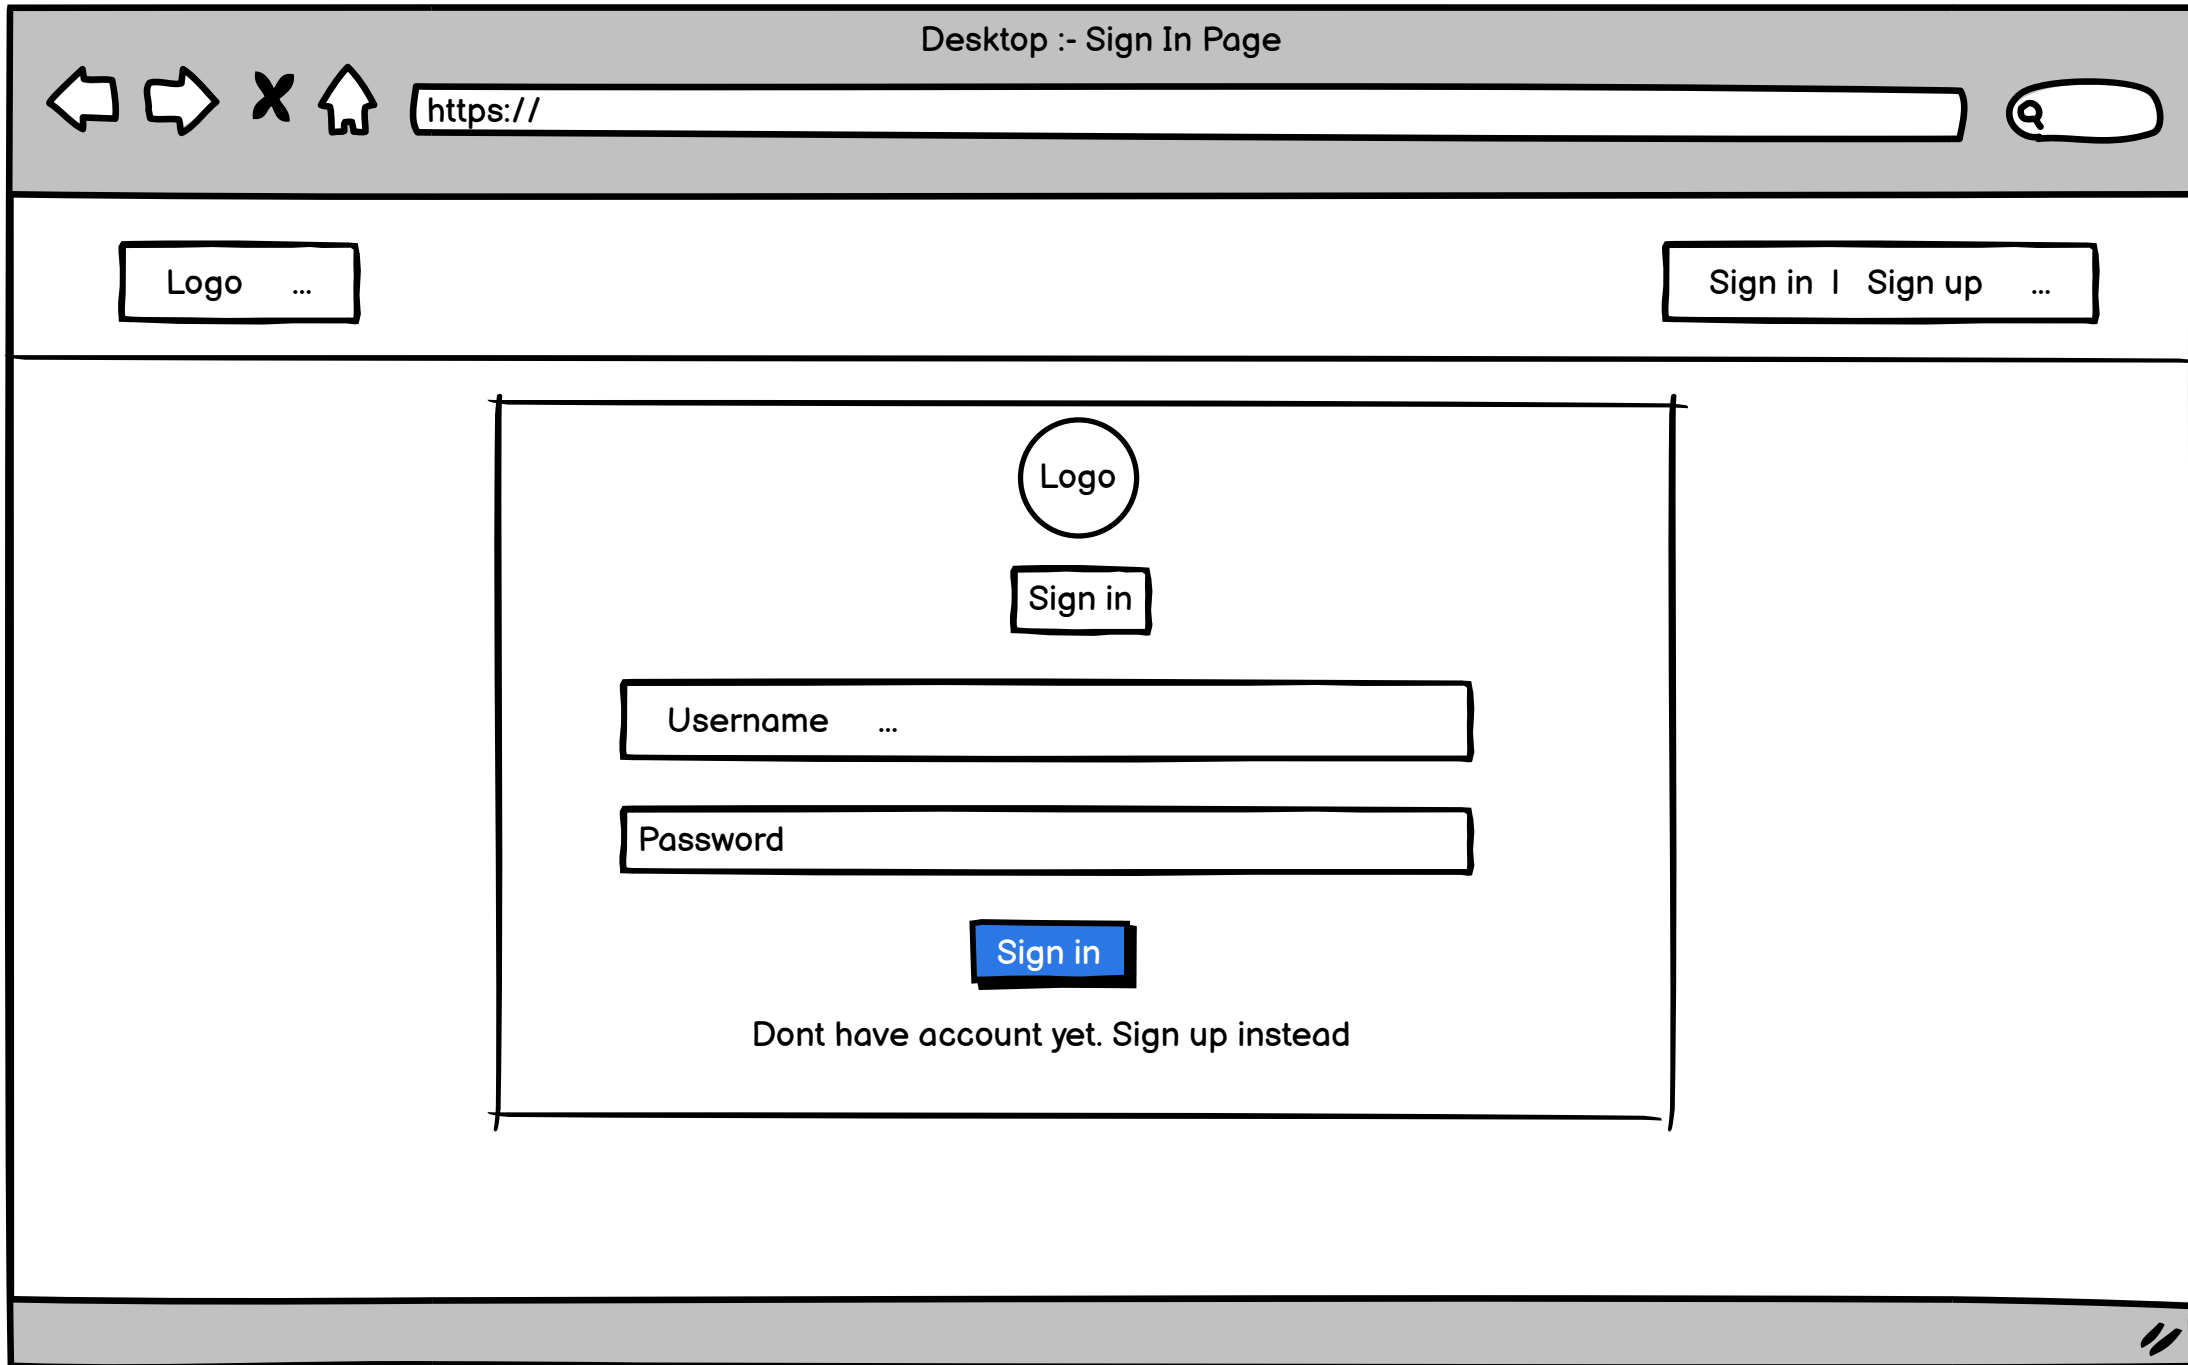 Desktop :- Sign In Page
https://
Logo ...
Sign in | Sign up ...
Logo
Sign in
Username ...
Password
Sign in
Dont have account yet. Sign up instead